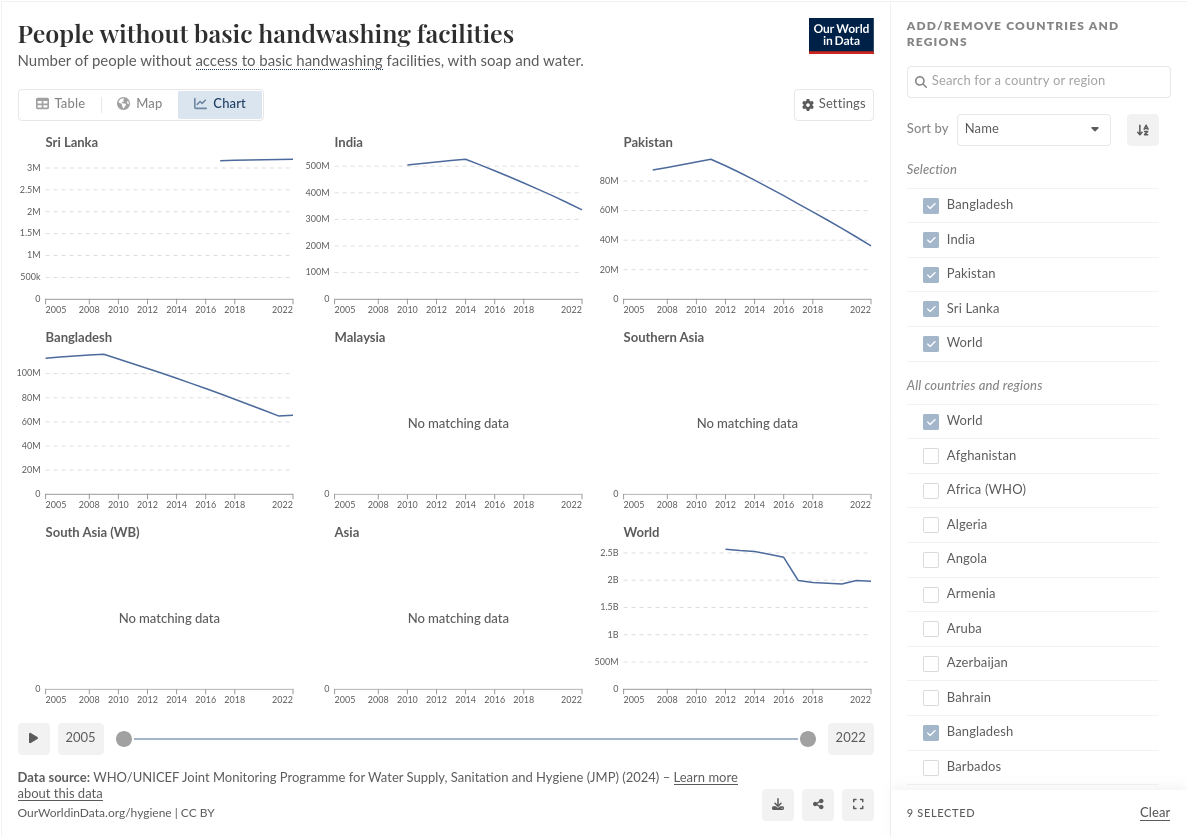 People without basic handwashing facilities
Number of people without access to basic handwashing facilities, with soap and water.
Our World
in Data
Table
Map
Chart
Settings
Sri Lanka
3M
2.5M
2M
1.5M
1M
500k
0
2005 2008 2010 2012 2014 2016 2018 2022
India
500M
400M
300M
200M
100M
0
2005 2008 2010 2012 2014 2016 2018 2022
Pakistan
80M
60M
40M
20M
0
2005 2008 2010 2012 2014 2016 2018 2022
Bangladesh
100M
80M
60M
40M
20M
0
2005 2008 2010 2012 2014 2016 2018 2022
Malaysia
No matching data
0
2005 2008 2010 2012 2014 2016 2018 2022
Southern Asia
No matching data
0
2005 2008 2010 2012 2014 2016 2018 2022
South Asia (WB)
No matching data
0
2005 2008 2010 2012 2014 2016 2018 2022
Asia
No matching data
0
2005 2008 2010 2012 2014 2016 2018 2022
World
2.5B
2B
1.5B
1B
500M
0
2005 2008 2010 2012 2014 2016 2018 2022
2005
2022
Data source: WHO/UNICEF Joint Monitoring Programme for Water Supply, Sanitation and Hygiene (JMP) (2024) – Learn more
about this data
OurWorldinData.org/hygiene | CC BY
ADD/REMOVE COUNTRIES AND
REGIONS
Search for a country or region
Sort by
Name
Selection
Bangladesh
India
Pakistan
Sri Lanka
World
All countries and regions
World
Afghanistan
Africa (WHO)
Algeria
Angola
Armenia
Aruba
Azerbaijan
Bahrain
Bangladesh
Barbados
9 SELECTED
Clear